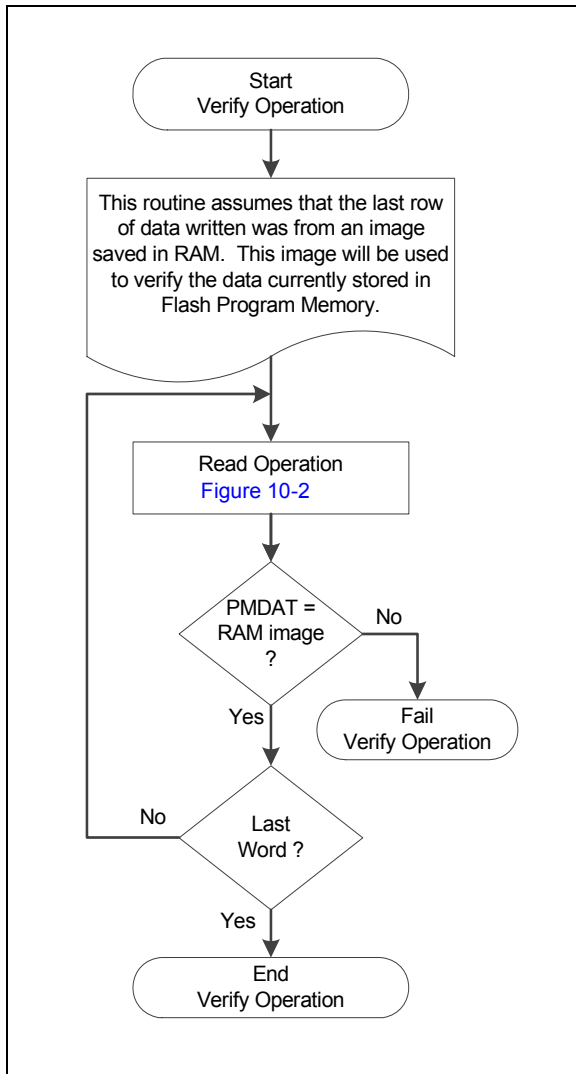 Start
Verify Operation
This routine assumes that the last row
of data written was from an image
saved in RAM. This image will be used
to verify the data currently stored in
Flash Program Memory.
Read Operation
Figure 10-2
PMDAT =
RAM image
?
No
Yes
Fail
Verify Operation
No
Last
Word ?
Yes
End
Verify Operation